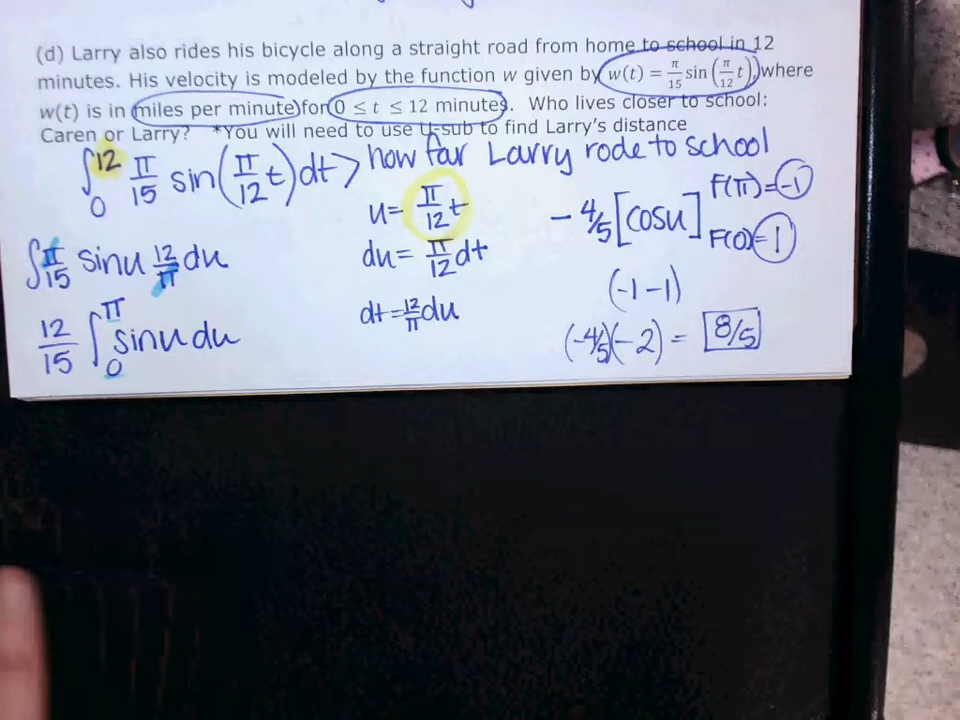 (d) Larry also rides his bicycle along a straight road from home to school in 12
minutes. His velocity is modeled by the function w given by w(t) = π/15 sin(π/12 t), where
w(t) is in miles per minute for 0 ≤ t ≤ 12 minutes. Who lives closer to school:
Caren or Larry? *You will need to use U-sub to find Larry's distance
∫₀¹² π/15 sin(π/12 t)dt > how far Larry rode to school
u = π/12 t
du = π/12 dt
dt = 12/π du
∫ π/15 sinu 12/π du
12/15 ∫₀^π sinu du
- 4/5 [cosu] F(π) = -1
F(0) = 1
(-1 - 1)
(-4/5)(-2) = 8/5